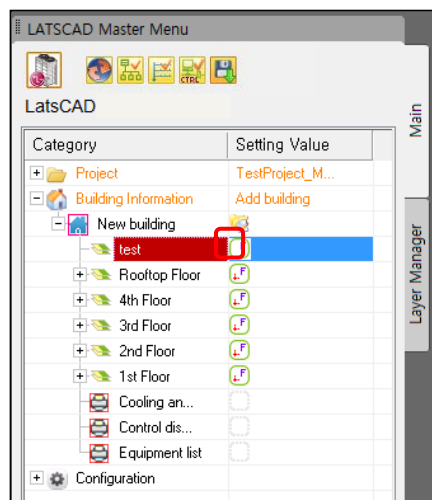 LATSCAD Master Menu
CTRL
LatsCAD
Category Setting Value
Project TestProject_M...
Building Information Add building
New building
test
Rooftop Floor F
4th Floor F
3rd Floor F
2nd Floor F
1st Floor F
Cooling an...
Control dis...
Equipment list
Configuration
Main
Layer Manager